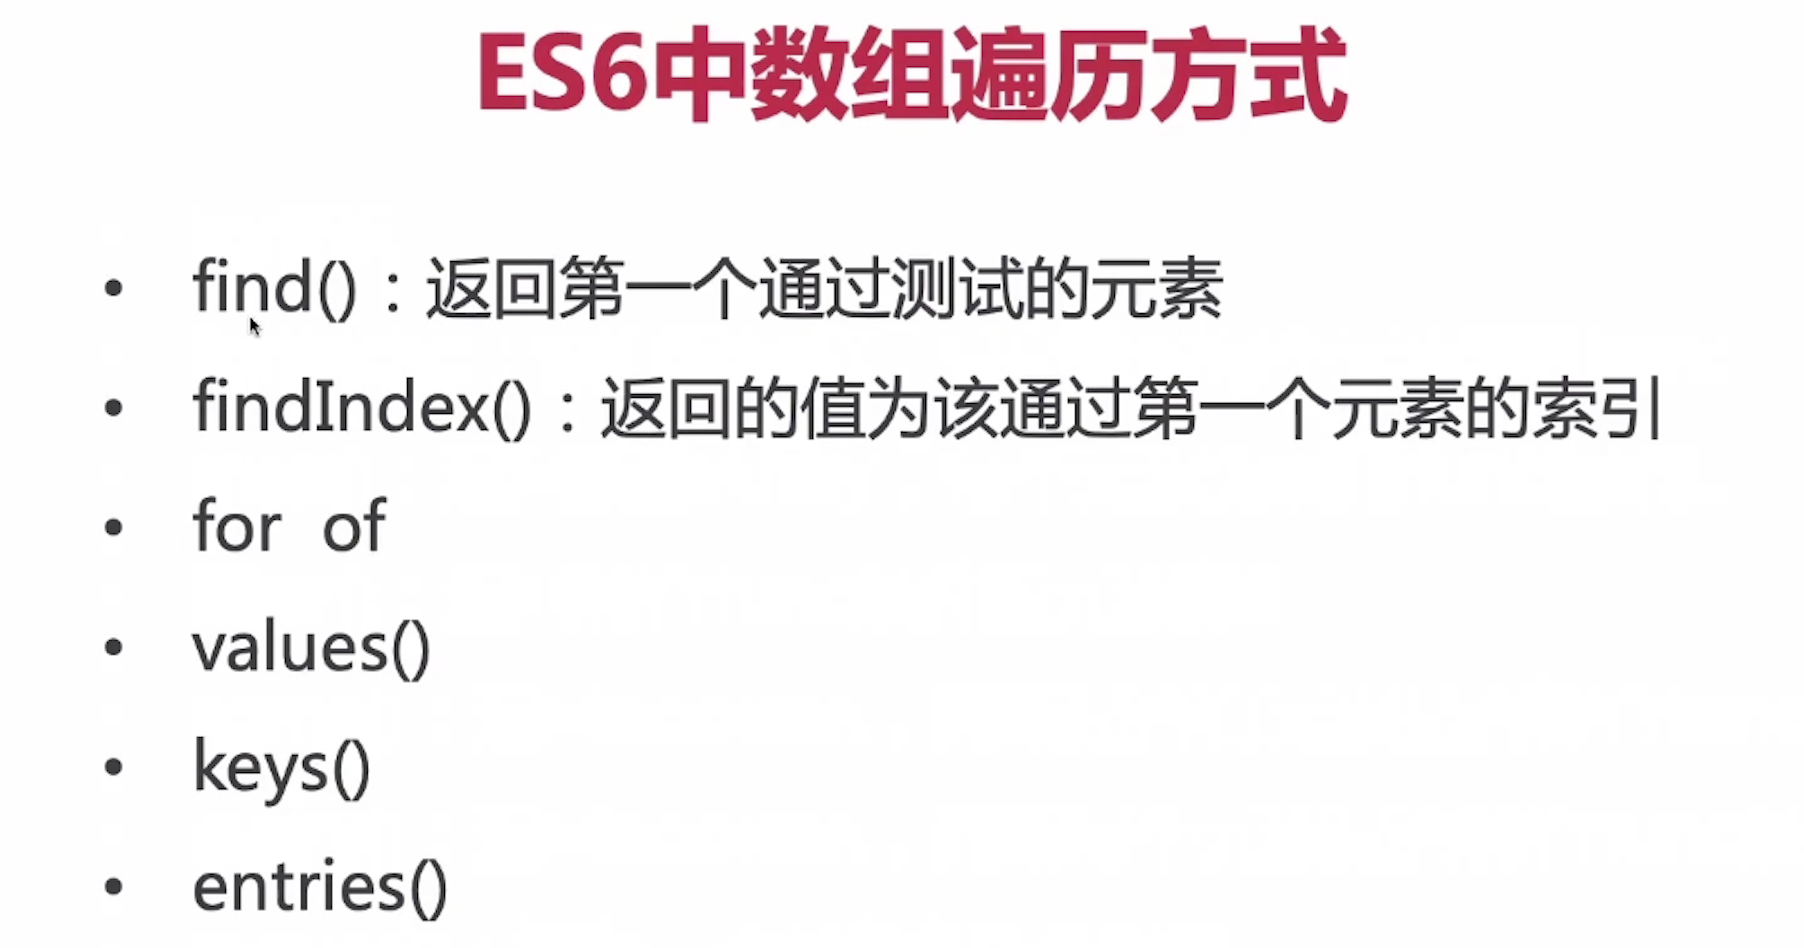 ES6中数组遍历方式
• find()：返回第一个通过测试的元素
• findIndex()：返回的值为该通过第一个元素的索引
• for of
• values()
• keys()
• entries()